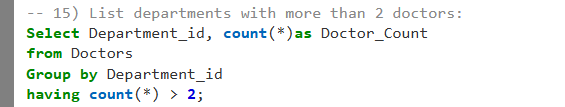 -- 15) List departments with more than 2 doctors:
Select Department_id, count(*)as Doctor_Count
from Doctors
Group by Department_id
having count(*) > 2;